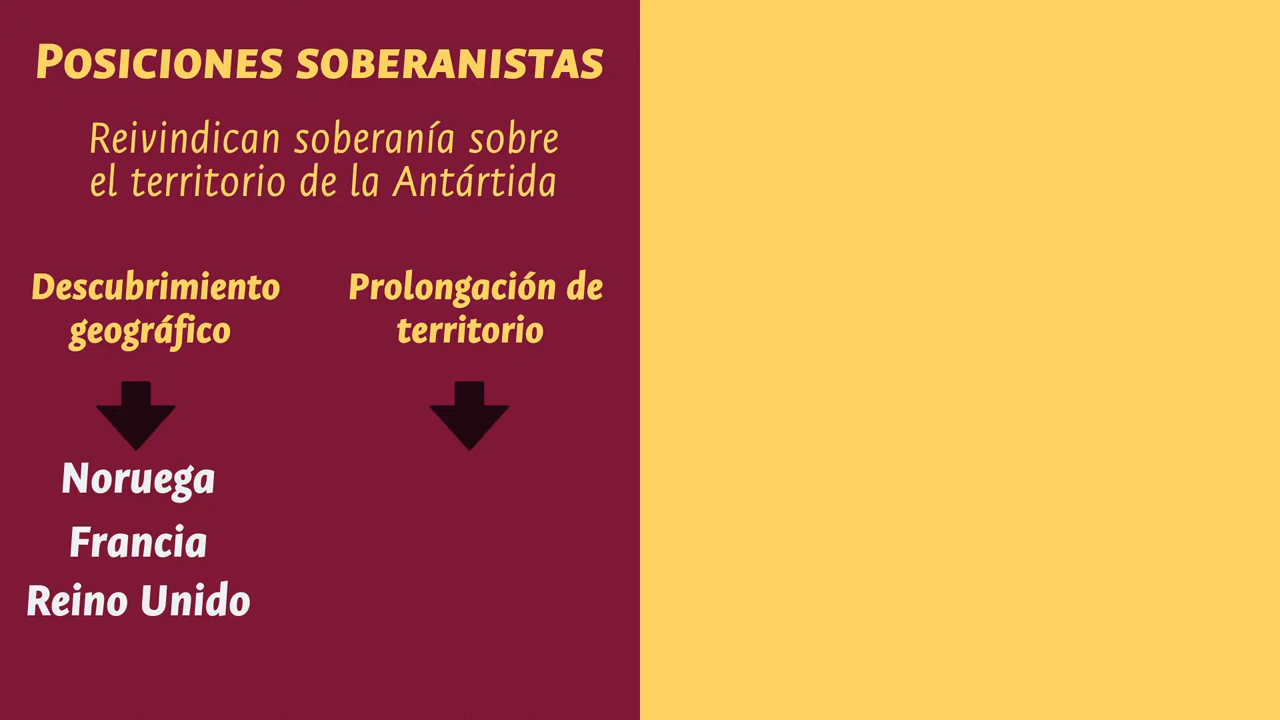 POSICIONES SOBERANISTAS
Reivindican soberanía sobre
el territorio de la Antártida
Descubrimiento
geográfico
Prolongación de
territorio
Noruega
Francia
Reino Unido